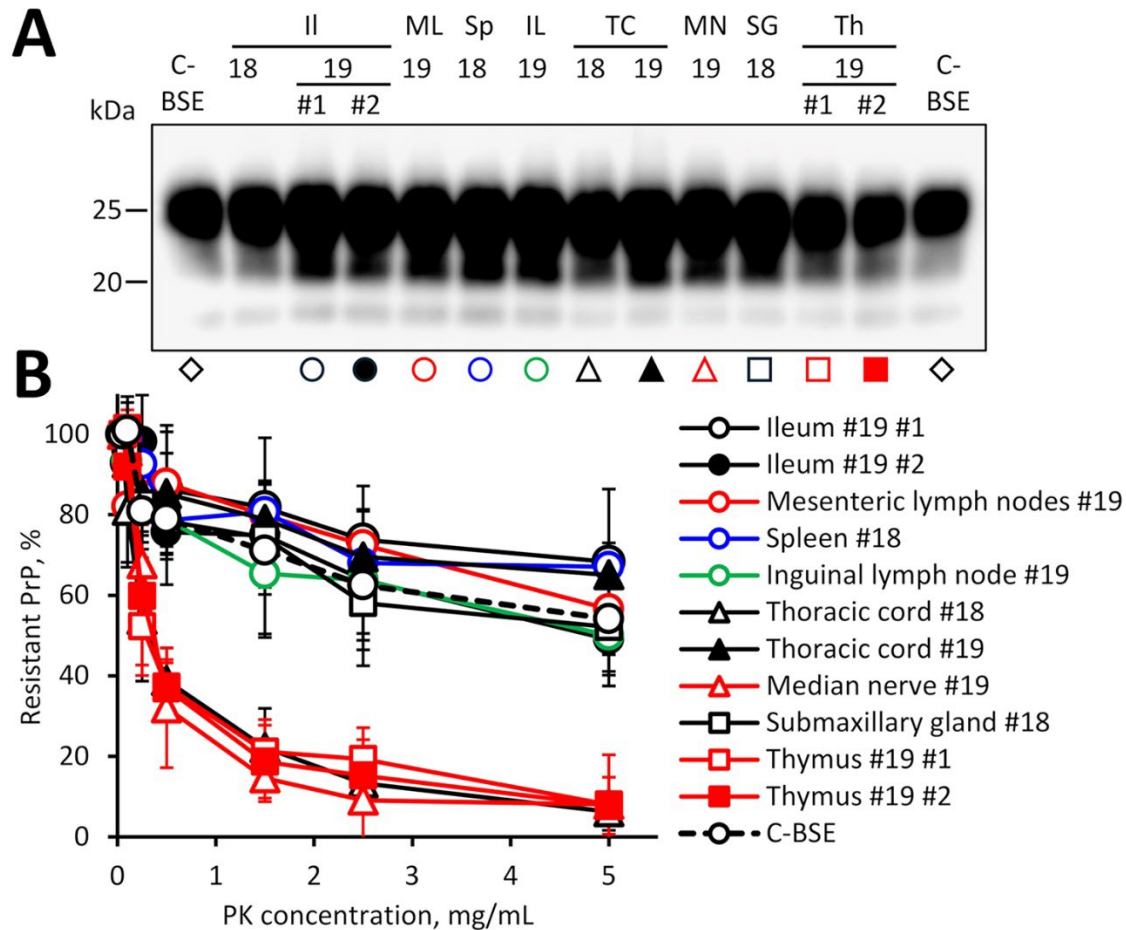 A
Il ML Sp IL TC MN SG Th
C-BSE 18 19 19 18 19 18 19 19 18 19 C-BSE
kDa #1 #2 #1 #2
25
20
B
Resistant PrP, %
100
80
60
40
20
0
0 1 2 3 4 5
PK concentration, mg/mL
Ileum #19 #1
Ileum #19 #2
Mesenteric lymph nodes #19
Spleen #18
Inguinal lymph node #19
Thoracic cord #18
Thoracic cord #19
Median nerve #19
Submaxillary gland #18
Thymus #19 #1
Thymus #19 #2
C-BSE